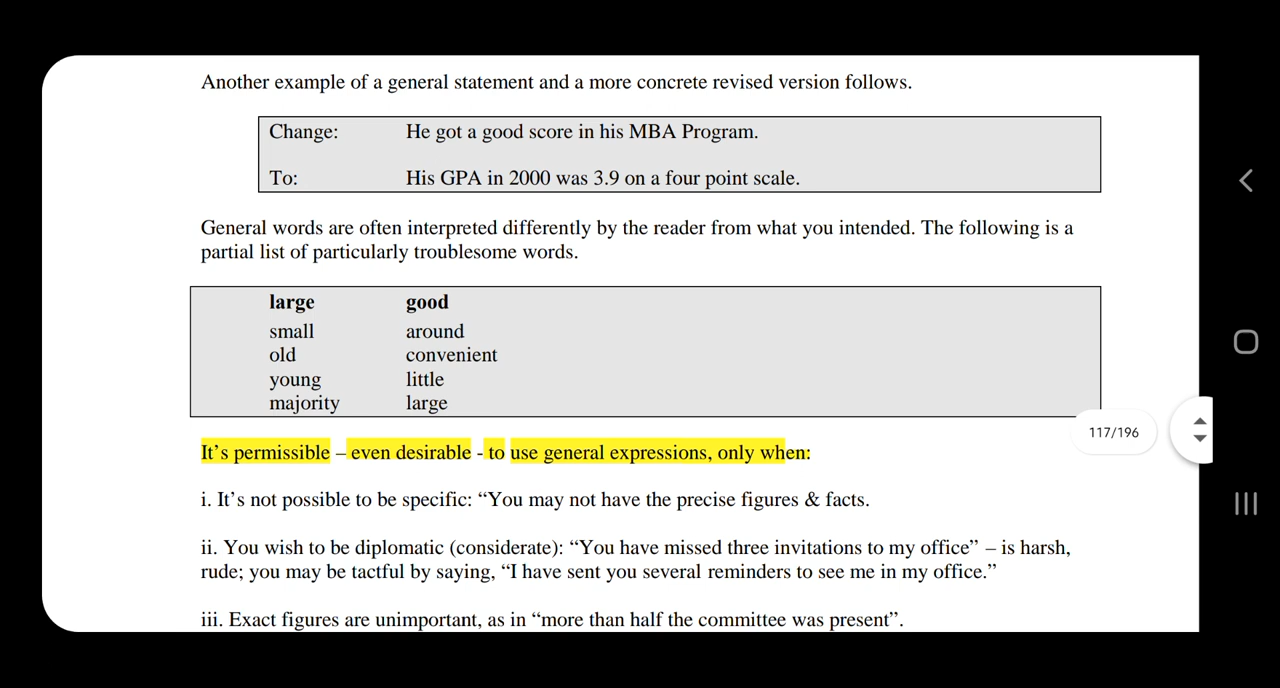 Another example of a general statement and a more concrete revised version follows.
Change: He got a good score in his MBA Program.
To: His GPA in 2000 was 3.9 on a four point scale.
General words are often interpreted differently by the reader from what you intended. The following is a
partial list of particularly troublesome words.
large good
small around
old convenient
young little
majority large
117/196
It's permissible – even desirable - to use general expressions, only when:
i. It's not possible to be specific: “You may not have the precise figures & facts.
ii. You wish to be diplomatic (considerate): “You have missed three invitations to my office” – is harsh,
rude; you may be tactful by saying, “I have sent you several reminders to see me in my office.”
iii. Exact figures are unimportant, as in “more than half the committee was present”.